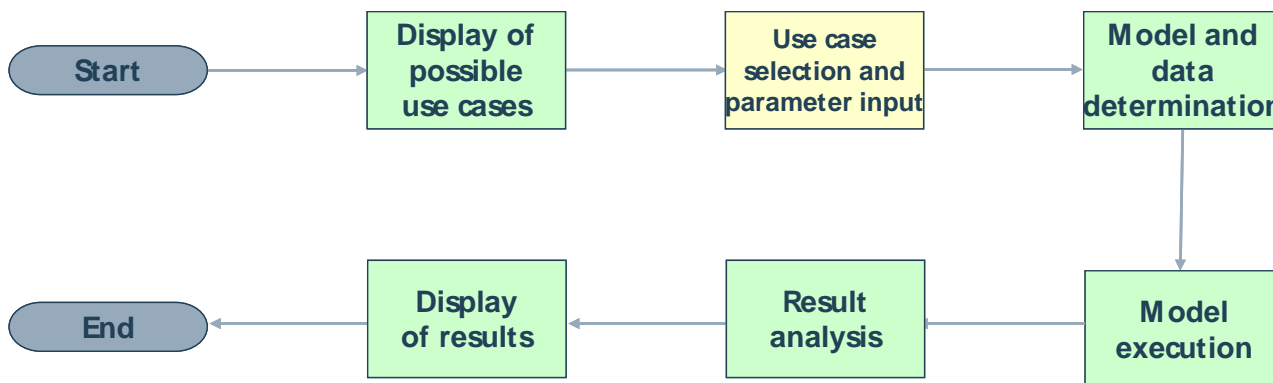 Start
Display of
possible
use cases
Use case
selection and
parameter input
Model and
data
determination
End
Display
of results
Result
analysis
Model
execution